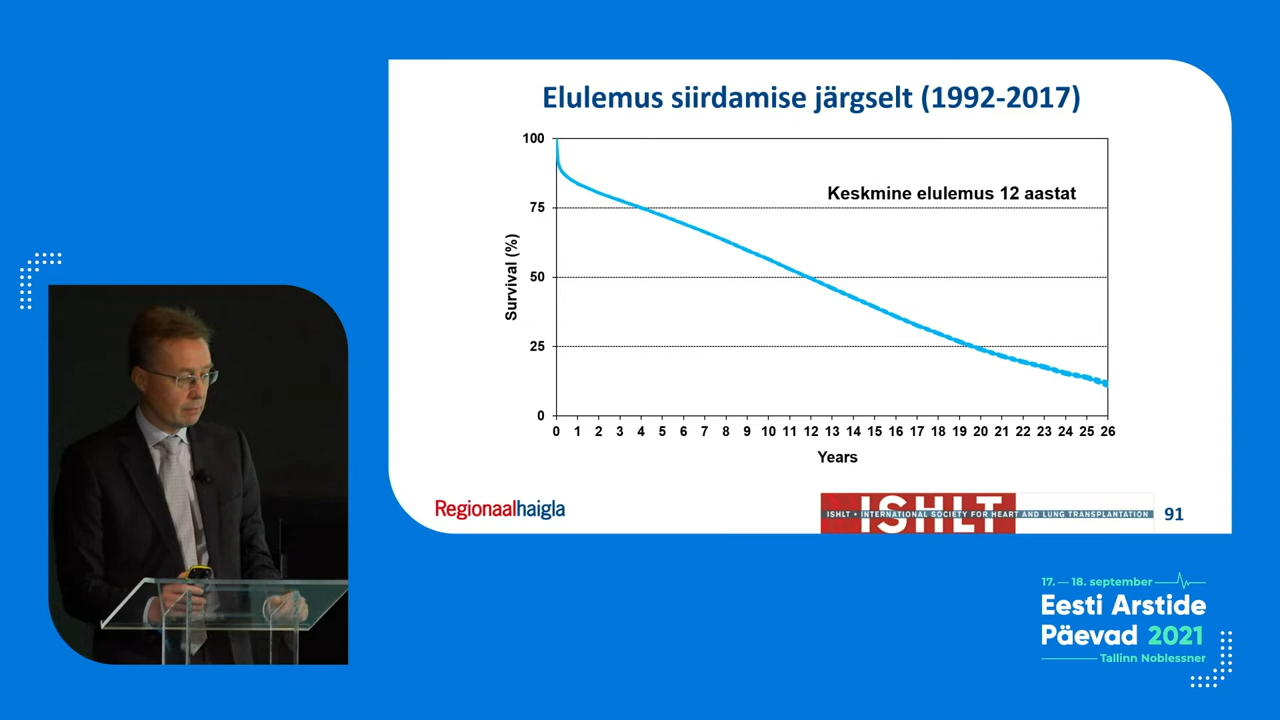 Elulemus siirdamise järgselt (1992-2017)
Keskmine elulemus 12 aastat
Survival (%)
100
75
50
25
0
0 1 2 3 4 5 6 7 8 9 10 11 12 13 14 15 16 17 18 19 20 21 22 23 24 25 26
Years
Regionaalhaigla
ISHLT
ISHLT • INTERNATIONAL SOCIETY FOR HEART AND LUNG TRANSPLANTATION
91
17. — 18. september
Eesti Arstide
Päevad 2021
Tallinn Noblessner